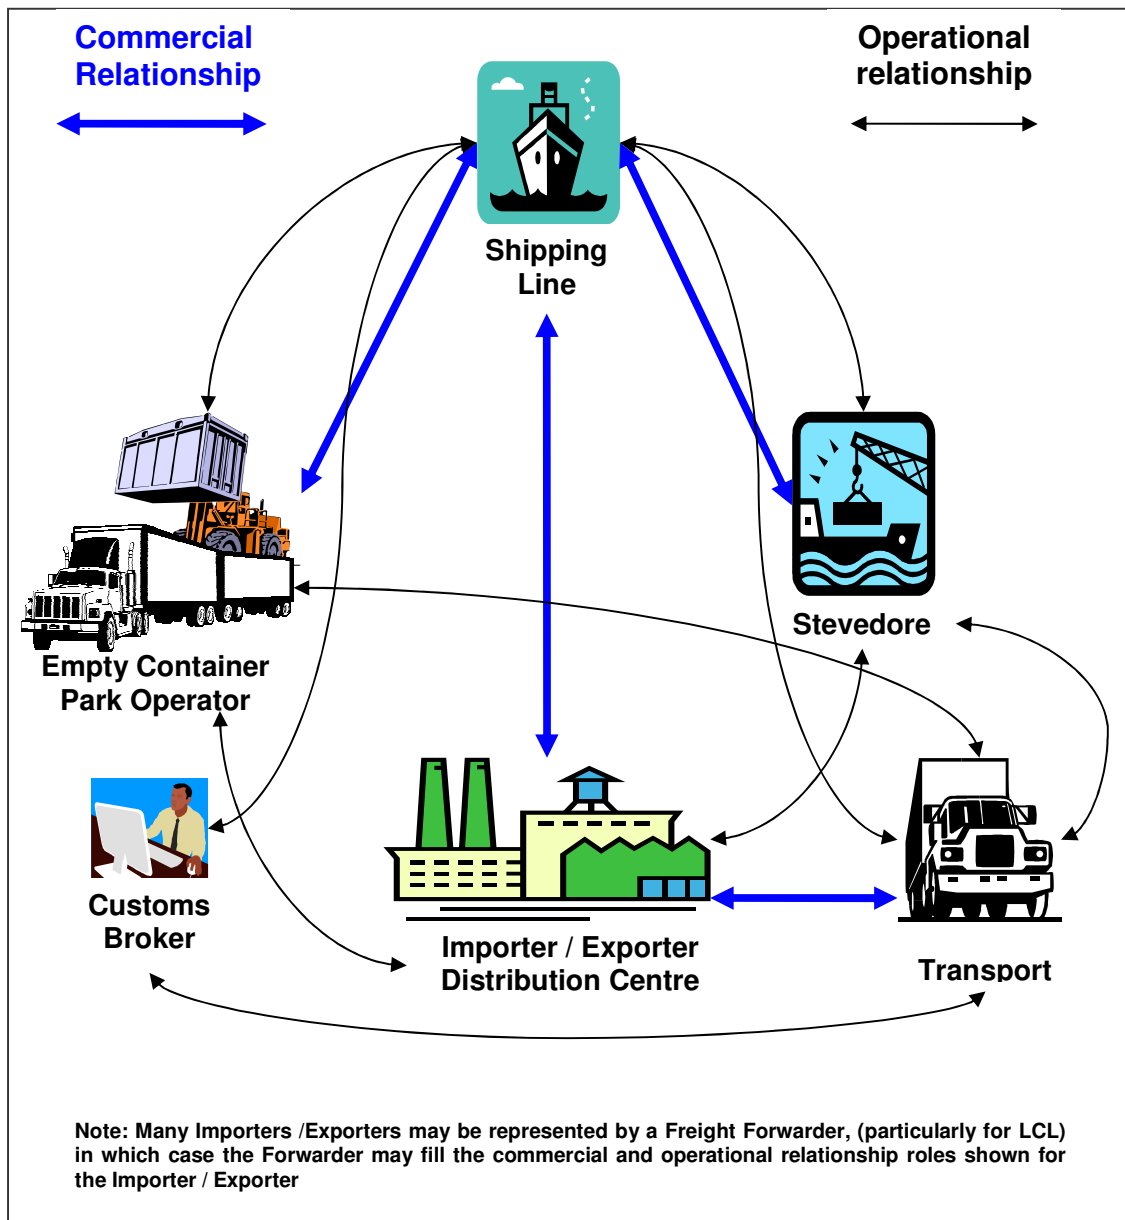 Commercial
Relationship
Operational
relationship
Shipping
Line
Stevedore
Empty Container
Park Operator
Customs
Broker
Importer / Exporter
Distribution Centre
Transport
Note: Many Importers /Exporters may be represented by a Freight Forwarder, (particularly for LCL)
in which case the Forwarder may fill the commercial and operational relationship roles shown for
the Importer / Exporter